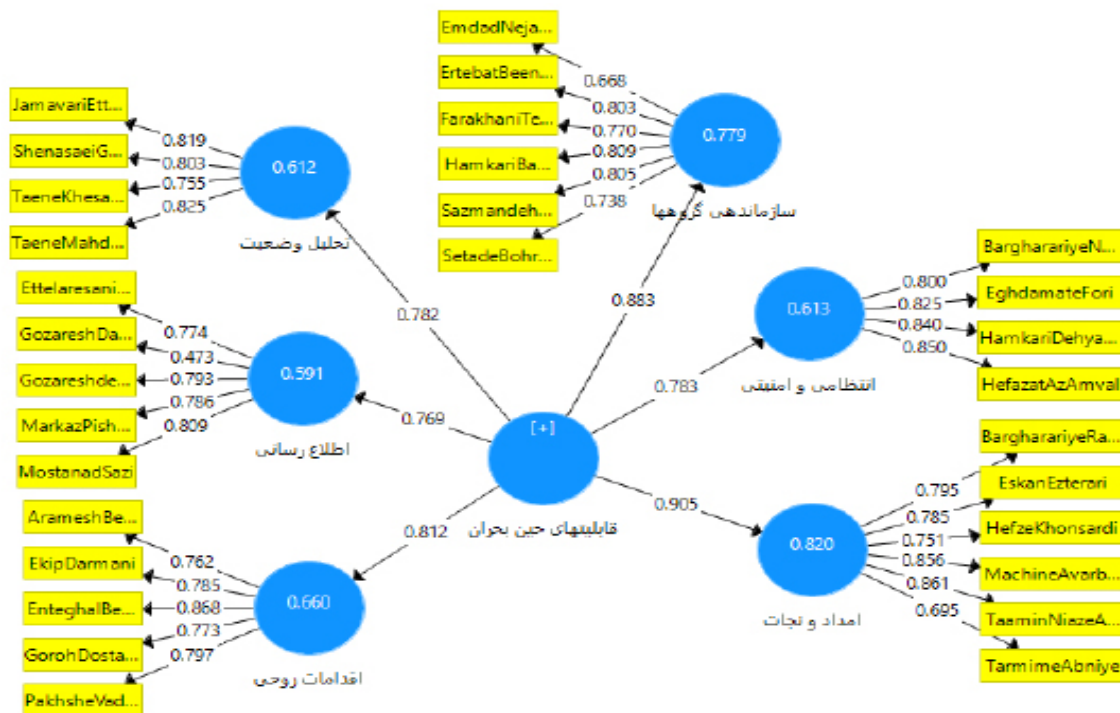 EmdadNeja...
ErtebatBeen...
FarakhaniTe...
HamkariBa...
Sazmandeh...
SetadeBohr...
0.668
0.803
0.770
0.809
0.805
0.738
0.779
سازماندهی گروهها
JamavariEtt...
ShenasaeiG...
TaeneKhesa...
TaeneMahd...
0.819
0.803
0.755
0.825
0.612
تحلیل وضعیت
Ettelaresani...
GozareshDa...
Gozareshde...
MarkazPish...
MostanadSazi
0.774
0.473
0.793
0.786
0.809
0.591
اطلاع رسانی
ArameshBe...
EkipDarmani
EnteghalBe...
GorohDosta...
PakhsheVad...
0.762
0.785
0.868
0.773
0.797
0.660
اقدامات روحی
0.782
0.883
0.769
0.783
0.812
0.905
[+]
قابلیتهای حین بحران
BargharariyeN...
EghdamateFori
HamkariDehya...
HefazatAzAmval
0.800
0.825
0.840
0.850
0.613
انتظامی و امنیتی
BargharariyeRa...
EskanEzterari
HefzeKhonsardi
MachineAvarb...
TaaminNiazeA...
TarmimeAbniye
0.795
0.785
0.751
0.856
0.861
0.695
0.820
امداد و نجات